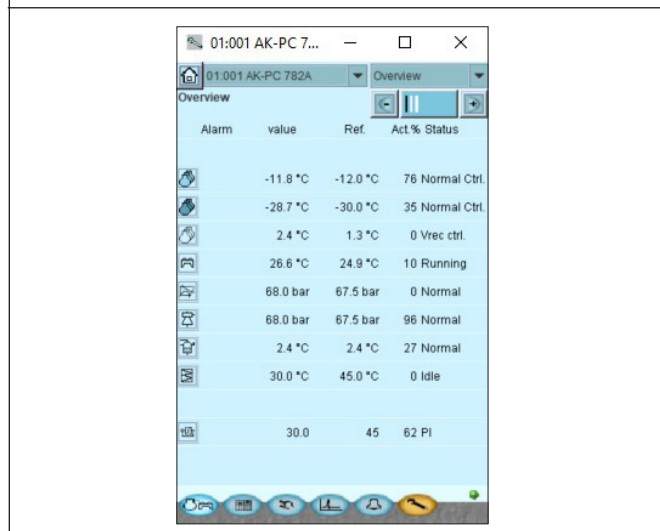 01:001 AK-PC 7...
01:001 AK-PC 782A Overview
Overview
Alarm value Ref. Act.% Status
-11.8 °C -12.0 °C 76 Normal Ctrl.
-28.7 °C -30.0 °C 35 Normal Ctrl.
2.4 °C 1.3 °C 0 Vrec ctrl.
26.6 °C 24.9 °C 10 Running
68.0 bar 67.5 bar 0 Normal
68.0 bar 67.5 bar 96 Normal
2.4 °C 2.4 °C 27 Normal
30.0 °C 45.0 °C 0 Idle
30.0 45 62 PI